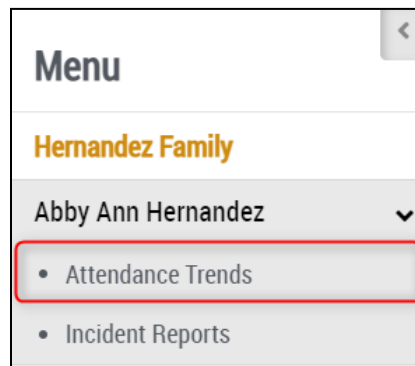 Menu
Hernandez Family
Abby Ann Hernandez
• Attendance Trends
• Incident Reports